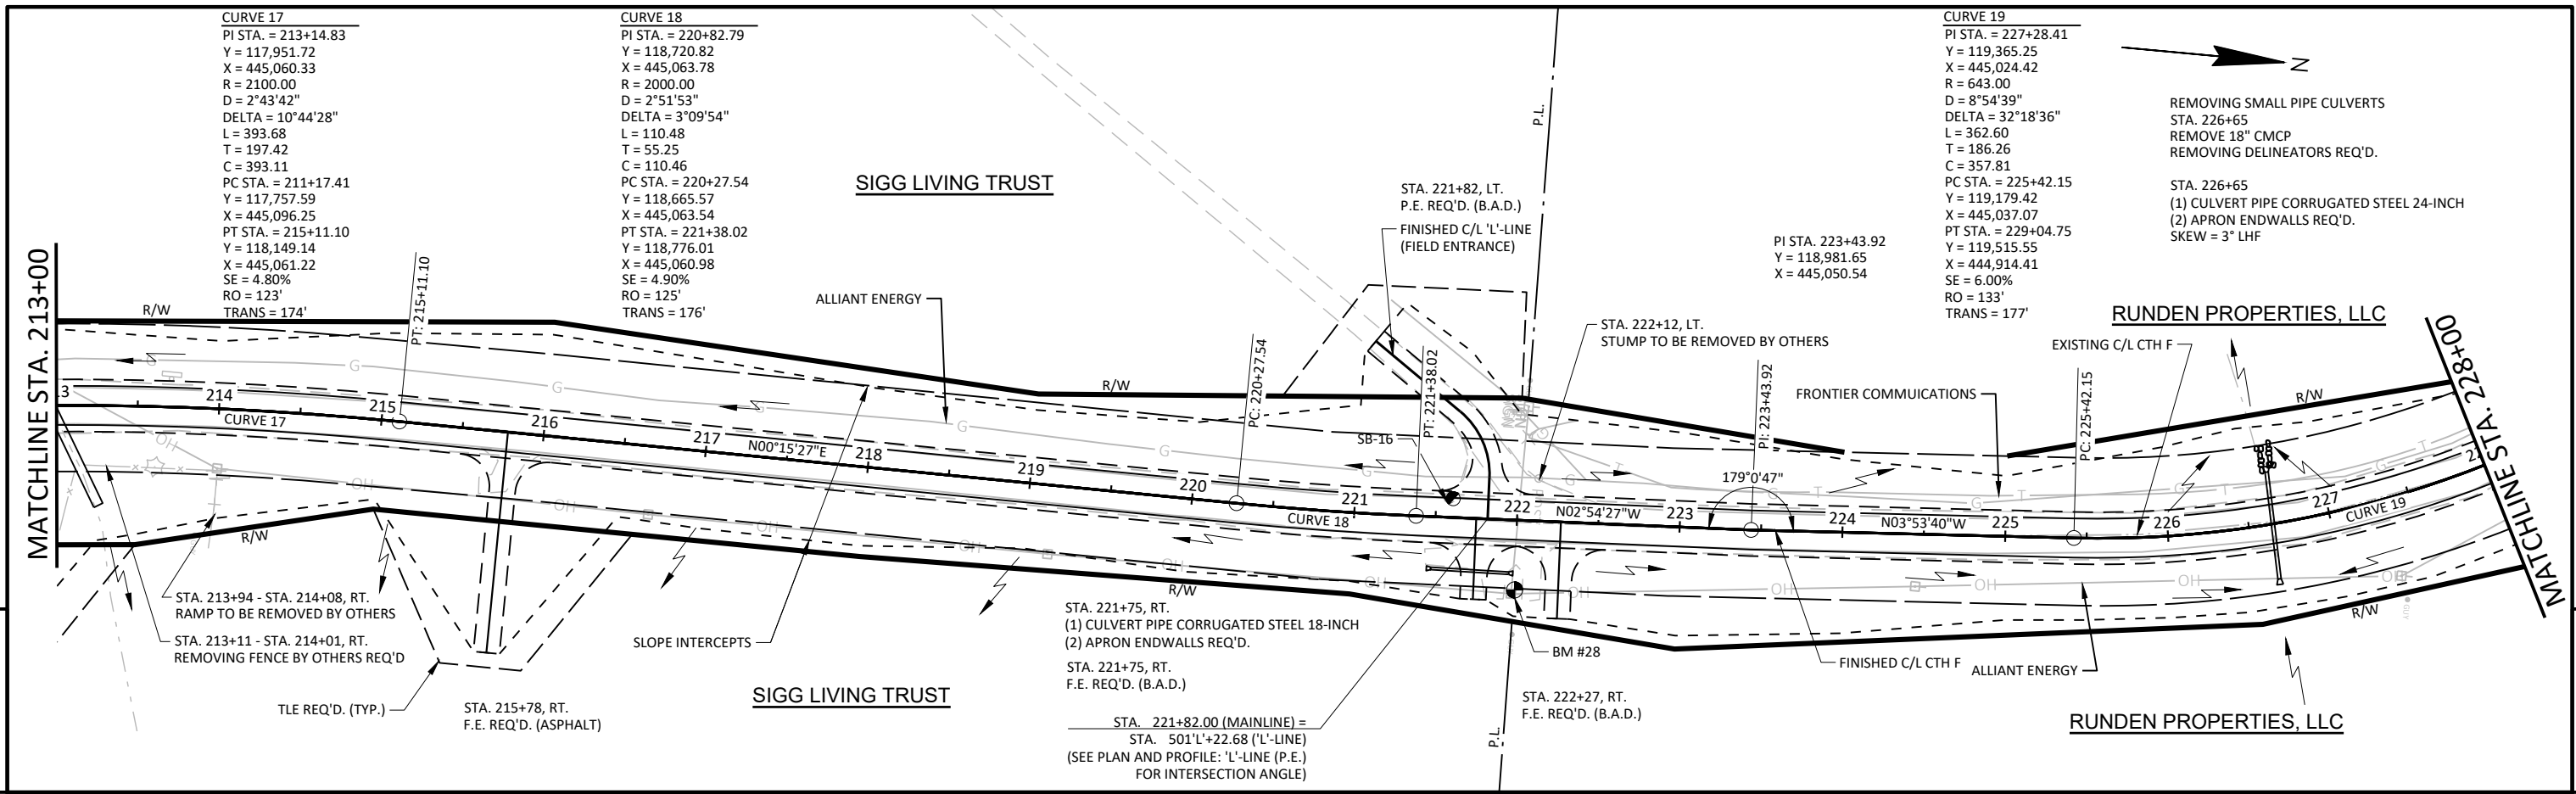 CURVE 17
PI STA. = 213+14.83
Y = 117,951.72
X = 445,060.33
R = 2100.00
D = 2°43'42"
DELTA = 10°44'28"
L = 393.68
T = 197.42
C = 393.11
PC STA. = 211+17.41
Y = 117,757.59
X = 445,096.25
PT STA. = 215+11.10
Y = 118,149.14
X = 445,061.22
SE = 4.80%
RO = 123'
TRANS = 174'
CURVE 18
PI STA. = 220+82.79
Y = 118,720.82
X = 445,063.78
R = 2000.00
D = 2°51'53"
DELTA = 3°09'54"
L = 110.48
T = 55.25
C = 110.46
PC STA. = 220+27.54
Y = 118,665.57
X = 445,063.54
PT STA. = 221+38.02
Y = 118,776.01
X = 445,060.98
SE = 4.90%
RO = 125'
TRANS = 176'
CURVE 19
PI STA. = 227+28.41
Y = 119,365.25
X = 445,024.42
R = 643.00
D = 8°54'39"
DELTA = 32°18'36"
L = 362.60
T = 186.26
C = 357.81
PC STA. = 225+42.15
Y = 119,179.42
X = 445,037.07
PT STA. = 229+04.75
Y = 119,515.55
X = 444,914.41
SE = 6.00%
RO = 133'
TRANS = 177'
N
REMOVING SMALL PIPE CULVERTS
STA. 226+65
REMOVE 18" CMCP
REMOVING DELINEATORS REQ'D.
STA. 226+65
(1) CULVERT PIPE CORRUGATED STEEL 24-INCH
(2) APRON ENDWALLS REQ'D.
SKEW = 3° LHF
P.L.
SIGG LIVING TRUST
STA. 221+82, LT.
P.E. REQ'D. (B.A.D.)
FINISHED C/L 'L'-LINE
(FIELD ENTRANCE)
PI STA. 223+43.92
Y = 118,981.65
X = 445,050.54
MATCHLINE STA. 213+00
R/W
PT: 215+11.10
ALLIANT ENERGY
R/W
PC: 220+27.54
PT: 221+38.02
STA. 222+12, LT.
STUMP TO BE REMOVED BY OTHERS
PI: 223+43.92
RUNDEN PROPERTIES, LLC
EXISTING C/L CTH F
FRONTIER COMMUICATIONS
PC: 225+42.15
R/W
MATCHLINE STA. 228+00
G
G
G
G
G
G
G
G
G
T
T
G
T
G
T
13
214
CURVE 17
215
216
217
N00°15'27"E
218
219
220
221
CURVE 18
SB-16
222
N02°54'27"W
223
179°0'47"
224
N03°53'40"W
225
226
227
CURVE 19
OH
OH
OH
OH
OH
OH
OH
OH
OH
OH
OH
OH
GUY
R/W
R/W
R/W
STA. 213+94 - STA. 214+08, RT.
RAMP TO BE REMOVED BY OTHERS
STA. 213+11 - STA. 214+01, RT.
REMOVING FENCE BY OTHERS REQ'D
TLE REQ'D. (TYP.)
STA. 215+78, RT.
F.E. REQ'D. (ASPHALT)
SLOPE INTERCEPTS
SIGG LIVING TRUST
STA. 221+75, RT.
(1) CULVERT PIPE CORRUGATED STEEL 18-INCH
(2) APRON ENDWALLS REQ'D.
STA. 221+75, RT.
F.E. REQ'D. (B.A.D.)
STA. 221+82.00 (MAINLINE) =
STA. 501'L'+22.68 ('L'-LINE)
(SEE PLAN AND PROFILE: 'L'-LINE (P.E.)
FOR INTERSECTION ANGLE)
P.L.
BM #28
STA. 222+27, RT.
F.E. REQ'D. (B.A.D.)
FINISHED C/L CTH F
ALLIANT ENERGY
RUNDEN PROPERTIES, LLC